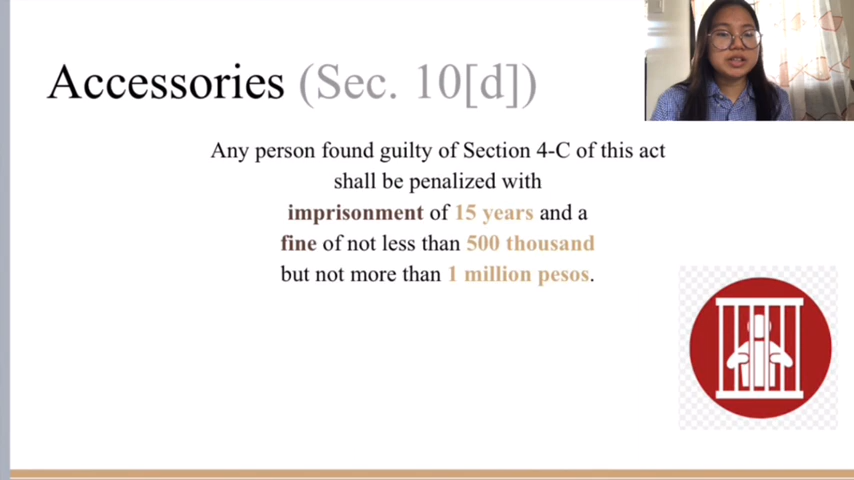 Accessories (Sec. 10[d])
Any person found guilty of Section 4-C of this act
shall be penalized with
imprisonment of 15 years and a
fine of not less than 500 thousand
but not more than 1 million pesos.